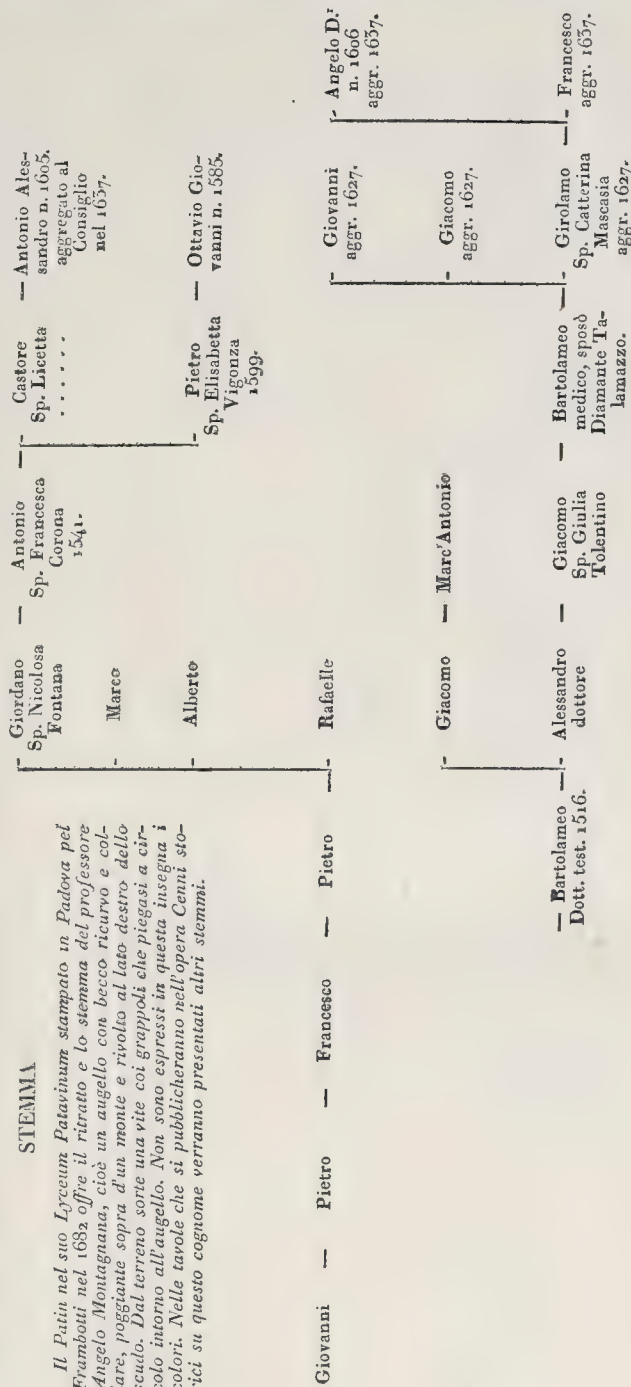 STEMMA
Il Patin nel suo Lyceum Patavinum stampato in Padova pel
Frambotti nel 1682 offre il ritratto e lo stemma del professore
Angelo Montagnana, cioè un augello con becco ricurvo e col-
lare, poggiante sopra d'un monte e rivolto al lato destro dello
scudo. Dal terreno sorte una vite coi grappoli che piegasi a cir-
colo intorno all'augello. Non sono espressi in questa insegna i
colori. Nelle tavole che si pubblicheranno nell'opera Cenni sto-
rici su questo cognome verranno presentati altri stemmi.
Giovanni — Pietro — Francesco — Pietro
Giordano
Sp. Nicolosa
Fontana
Marco
Alberto
Rafaelle
— Antonio
Sp. Francesca
Corona
1541.
Castore
Sp. Licetta
. . . . . .
— Antonio Ales-
sandro n. 1605.
aggregato al
Consiglio
nel 1637.
Pietro
Sp. Elisabetta
Vigonza
1599.
— Ottavio Gio-
vanni n. 1585.
— Bartolameo
Dott. test. 1516.
Giacomo — Marc'Antonio
Alessandro
dottore
— Giacomo
Sp. Giulia
Tolentino
— Bartolameo
medico, sposò
Diamante Ta-
lamazzo.
Giovanni
aggr. 1627.
Giacomo
aggr. 1627.
Girolamo
Sp. Catterina
Mascasia
aggr. 1627.
Angelo D.r
n. 1606
aggr. 1637.
Francesco
aggr. 1637.